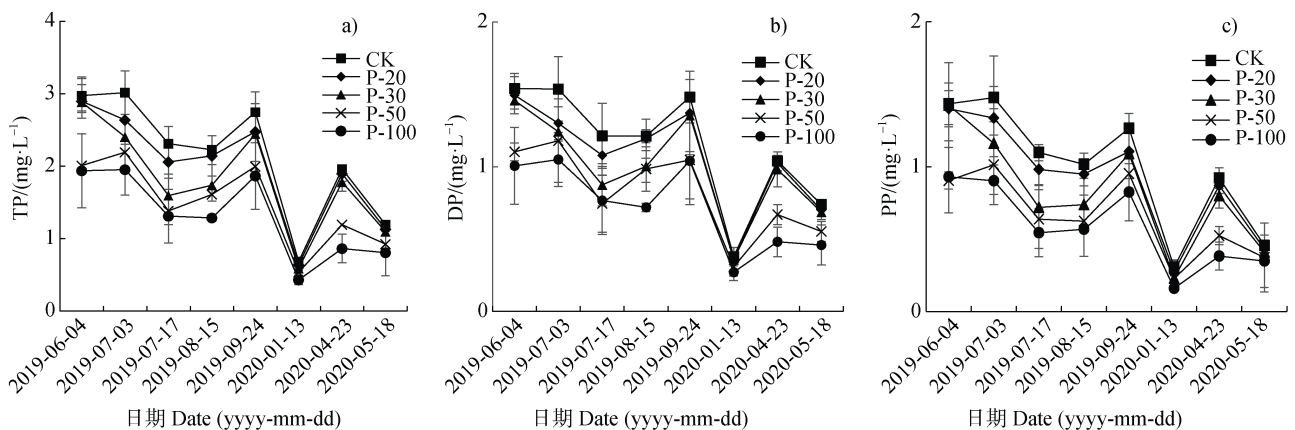 a)
TP/(mg·L⁻¹)
4
3
2
1
0
CK
P-20
P-30
P-50
P-100
2019-06-04
2019-07-03
2019-07-17
2019-08-15
2019-09-24
2020-01-13
2020-04-23
2020-05-18
日期 Date (yyyy-mm-dd)
b)
DP/(mg·L⁻¹)
2
1
0
CK
P-20
P-30
P-50
P-100
2019-06-04
2019-07-03
2019-07-17
2019-08-15
2019-09-24
2020-01-13
2020-04-23
2020-05-18
日期 Date (yyyy-mm-dd)
c)
PP/(mg·L⁻¹)
2
1
0
CK
P-20
P-30
P-50
P-100
2019-06-04
2019-07-03
2019-07-17
2019-08-15
2019-09-24
2020-01-13
2020-04-23
2020-05-18
日期 Date (yyyy-mm-dd)